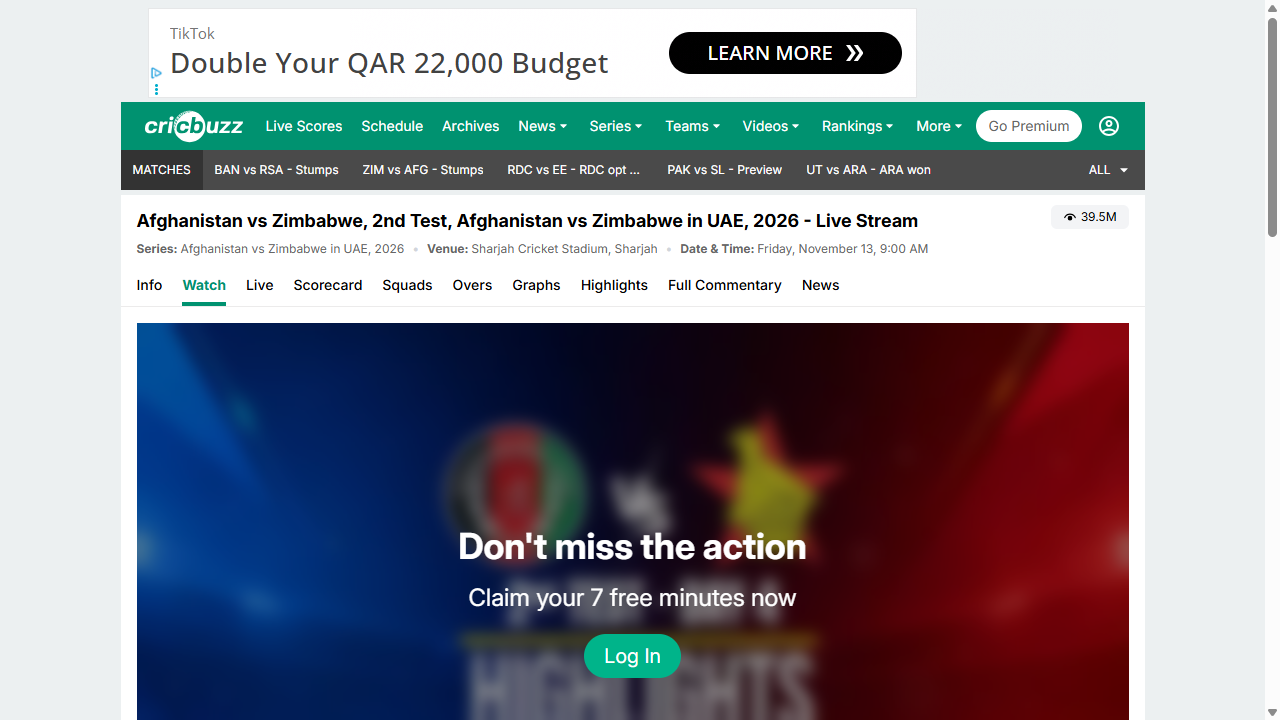 TikTok
Double Your QAR 22,000 Budget
LEARN MORE
cricbuzz
Live Scores Schedule Archives News Series Teams Videos Rankings More Go Premium
MATCHES BAN vs RSA - Stumps ZIM vs AFG - Stumps RDC vs EE - RDC opt ... PAK vs SL - Preview UT vs ARA - ARA won ALL
Afghanistan vs Zimbabwe, 2nd Test, Afghanistan vs Zimbabwe in UAE, 2026 - Live Stream
39.5M
Series: Afghanistan vs Zimbabwe in UAE, 2026 Venue: Sharjah Cricket Stadium, Sharjah Date & Time: Friday, November 13, 9:00 AM
Info Watch Live Scorecard Squads Overs Graphs Highlights Full Commentary News
VS
Don't miss the action
Claim your 7 free minutes now
Log In
HIGHLIGHTS